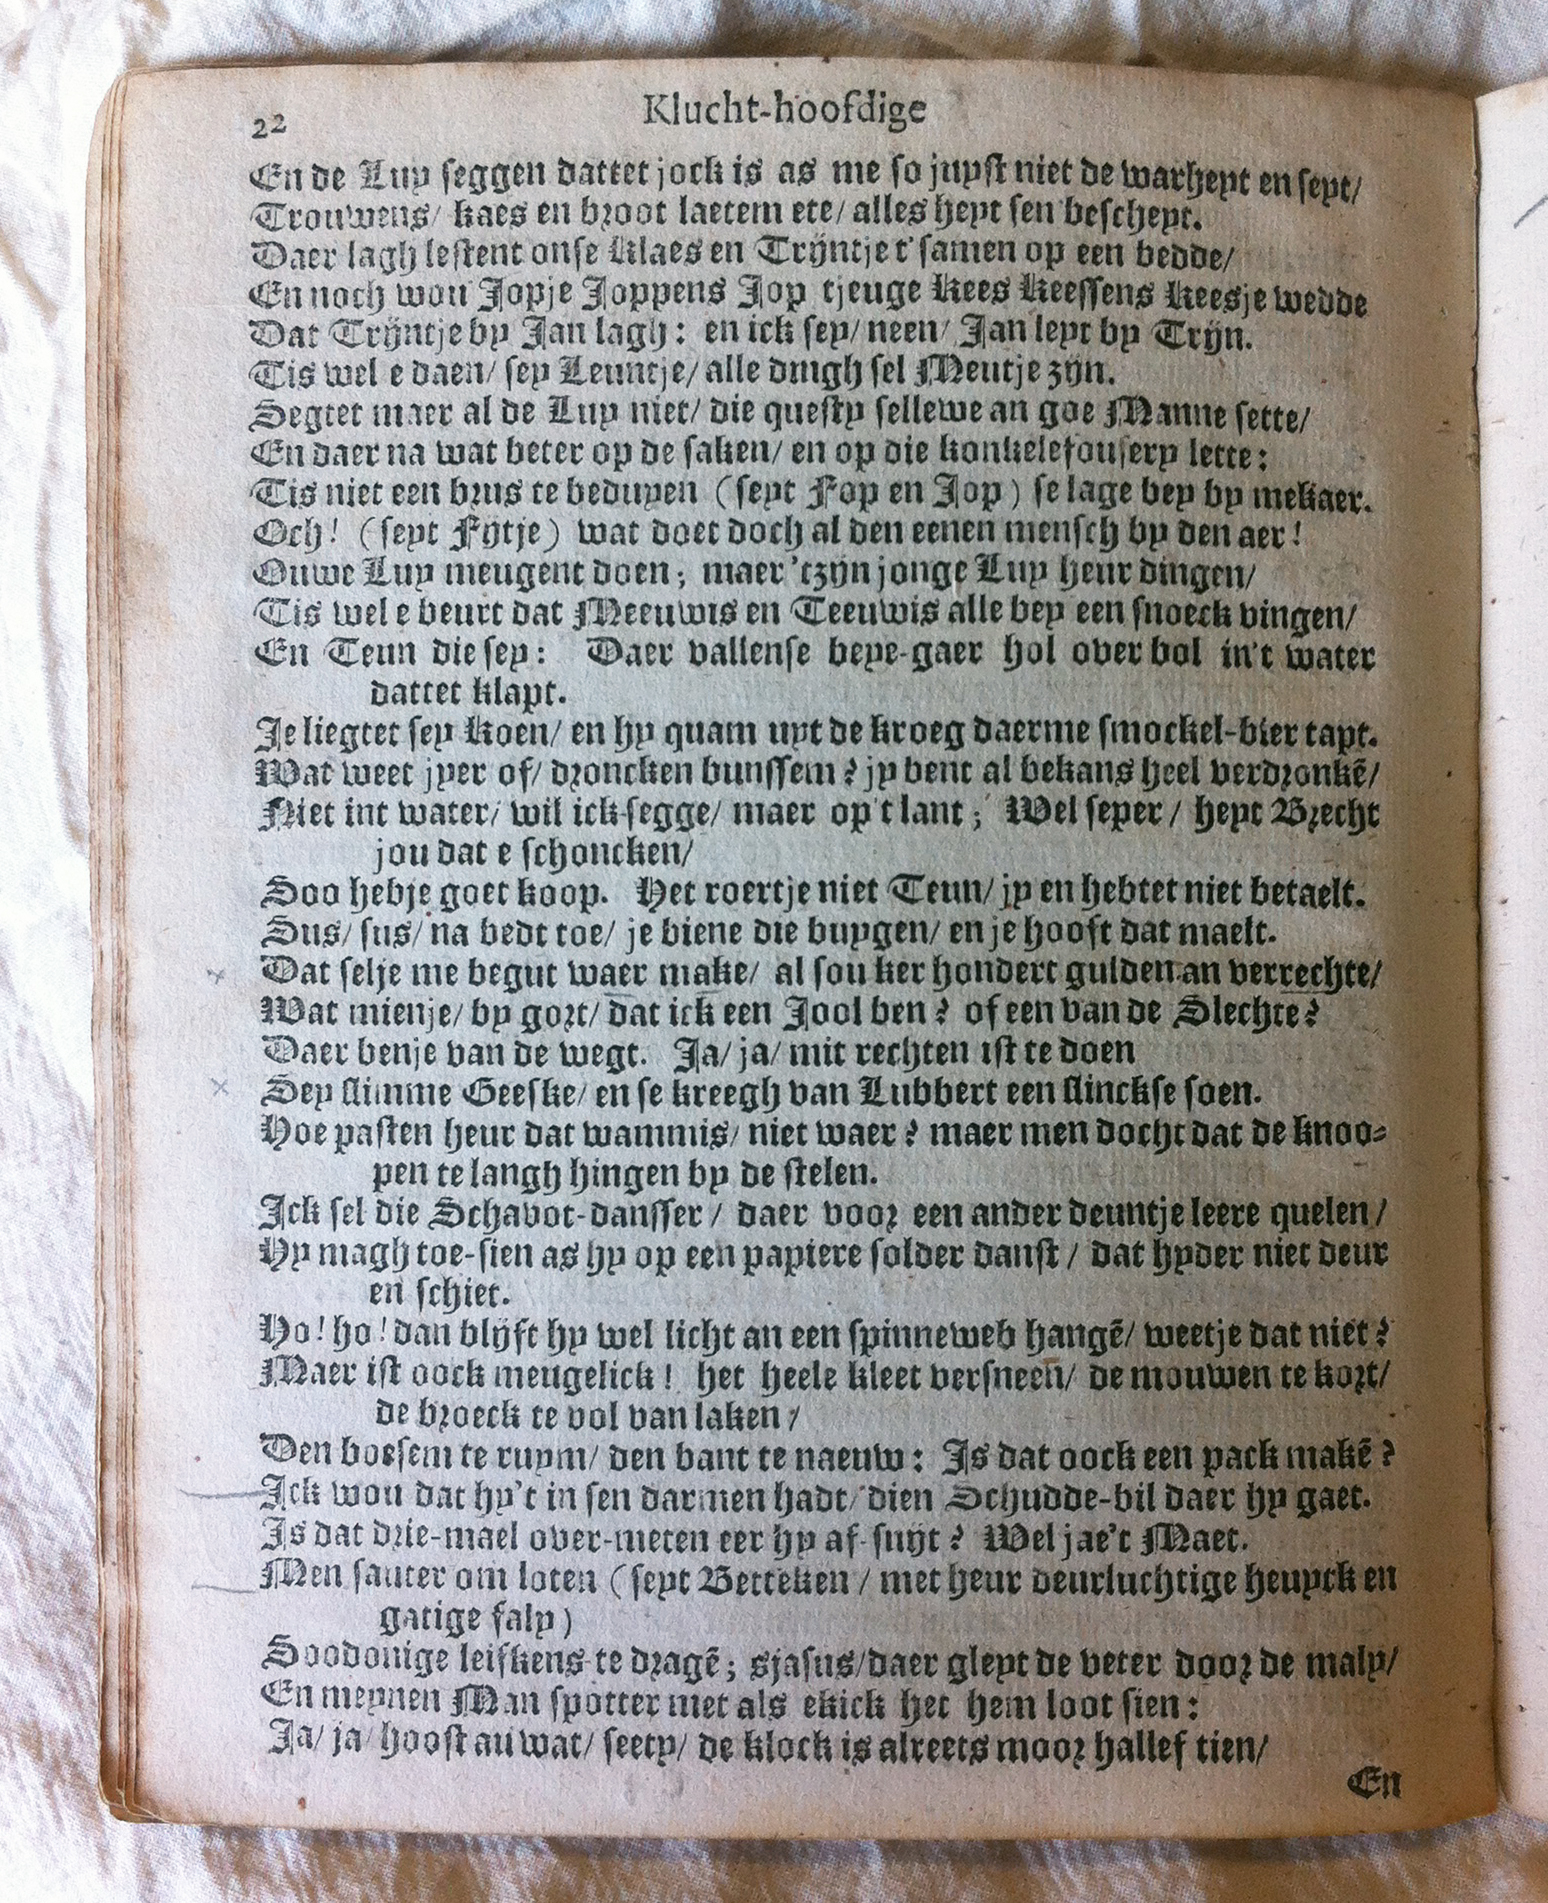 22
Klucht-hoofdige
En de Luy seggen dattet jock is as me so juyst niet de warheyt en seyt/
Trouwens/ kaes en broot laetem ete/ alles heyt sen bescheyt.
Daer lagh lestent onse Klaes en Trijntje t'samen op een bedde/
En noch wou Jopje Joppens Jop tjeuge Kees Keessens Keesje wedde
Dat Trijntje by Jan lagh: en ick sey/ neen/ Jan leyt by Trijn.
Tis wel e daen/ sey Leuntje/ alle dingh sel Meutje zijn.
Segtet maer al de Luy niet/ die questy sellewe an goe Manne sette/
En daer na wat beter op de saken/ en op die konkelefousery lette:
Tis niet een brus te beduyen (seyt Fop en Jop) se lage bey by mekaer.
Och! (seyt Fijtje) wat doet doch al den eenen mensch by den aer!
Ouwe Luy meugent doen; maer 'tzijn jonge Luy heur dingen/
Tis wel e beurt dat Meeuwis en Teeuwis alle bey een snoeck vingen/
En Teun die sey: Daer vallense beye-gaer hol over bol in't water
dattet klapt.
Je liegtet sey Koen/ en hy quam uyt de kroeg daerme smockel-bier tapt.
Wat weet jyer of/ droncken bunssem? jy bent al bekans heel verdronkē/
Niet int water/ wil ick segge/ maer op't lant; Wel seper/ heyt Brecht
jou dat e schoncken/
Soo hebje goet koop. Het roertje niet Teun/ jy en hebtet niet betaelt.
Sus/ sus/ na bedt toe/ je biene die buygen/ en je hooft dat maelt.
Dat selje me begut waer make/ al sou ker hondert gulden an verrechte/
Wat mienje/ by gort/ dat ick een Jool ben? of een van de Slechte?
Daer benje van de wegt. Ja/ ja/ mit rechten ist te doen
Sey slimme Geeske/ en se kreegh van Lubbert een slinckse soen.
Hoe pasten heur dat wammis/ niet waer? maer men docht dat de knoo-
pen te langh hingen by de stelen.
Ick sel die Schavot-dansser/ daer voor een ander deuntje leere quelen/
Hy magh toe-sien as hy op een papiere solder danst/ dat hyder niet deur
en schiet.
Ho! ho! dan blijft hy wel licht an een spinneweb hangē/ weetje dat niet?
Maer ist oock meugelick! het heele kleet versneen/ de mouwen te kort/
de broeck te vol van laken/
Den boesem te ruym/ den bant te naeuw: Is dat oock een pack makē?
Ick wou dat hy't in sen darmen hadt/ dien Schudde-bil daer hy gaet.
Is dat drie-mael over-meten eer hy af-snijt? Wel jae't Maet.
Men sauter om loten (seyt Betteken/ met heur deurluchtige heuyck en
gatige faly)
Soodonige leifkens te dragē; sjasus/ daer gleyt de veter door de maly/
En meynen Man spotter met als ekick het hem loot sien:
Ja/ ja/ hoost au wat/ seety/ de klock is alreets moor hallef tien/
En